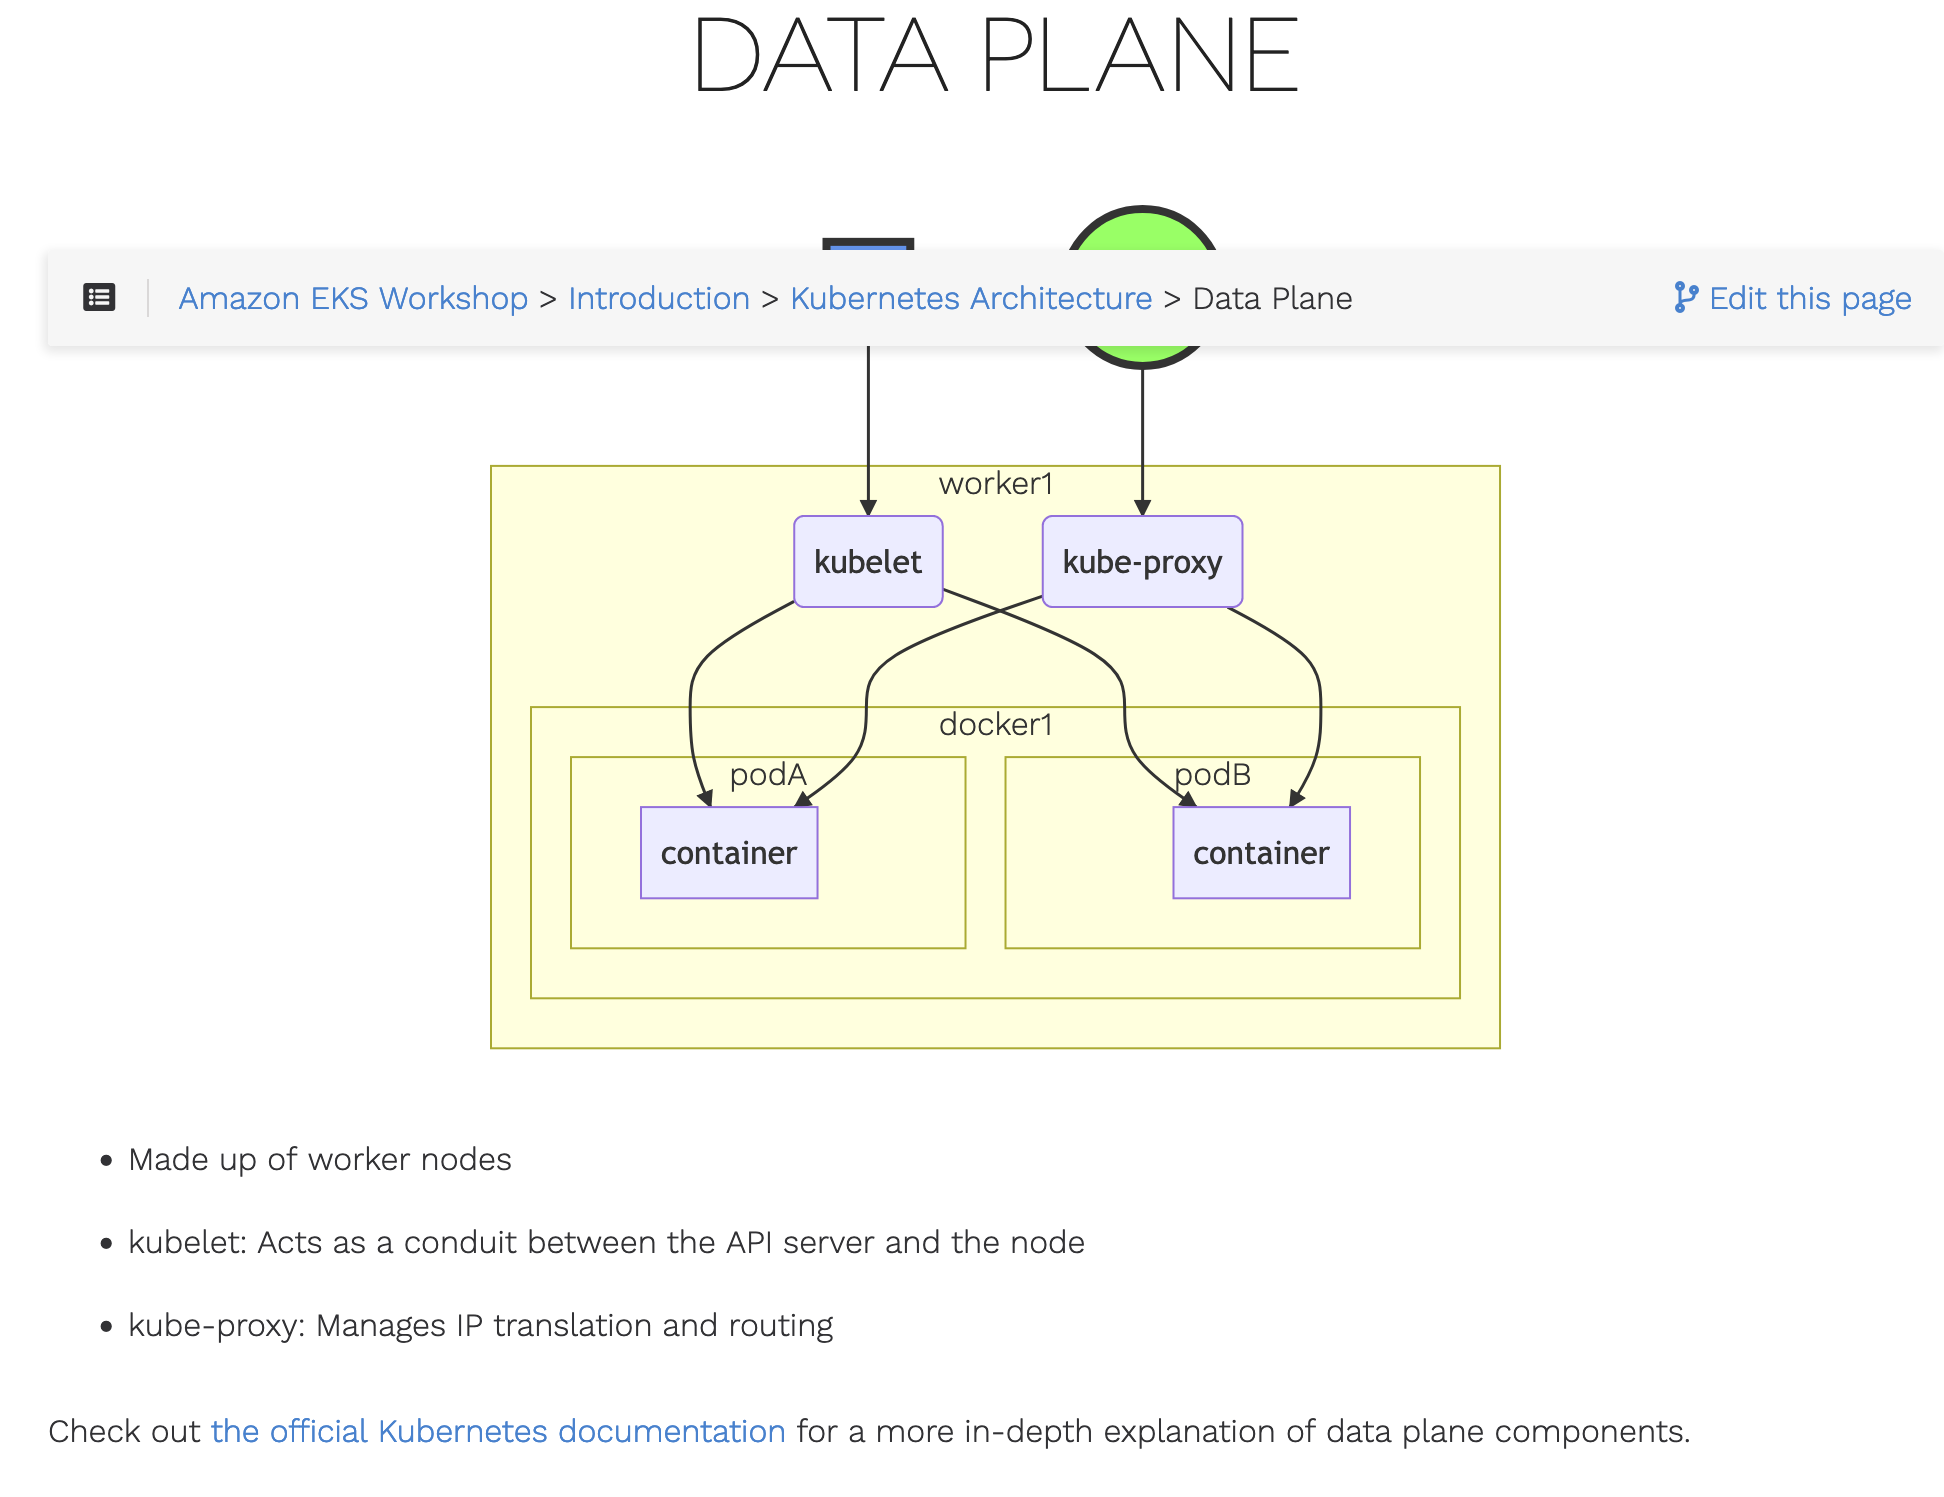 DATA PLANE
Amazon EKS Workshop > Introduction > Kubernetes Architecture > Data Plane
Edit this page
worker1
kubelet
kube-proxy
docker1
podA
podB
container
container
Made up of worker nodes
kubelet: Acts as a conduit between the API server and the node
kube-proxy: Manages IP translation and routing
Check out the official Kubernetes documentation for a more in-depth explanation of data plane components.